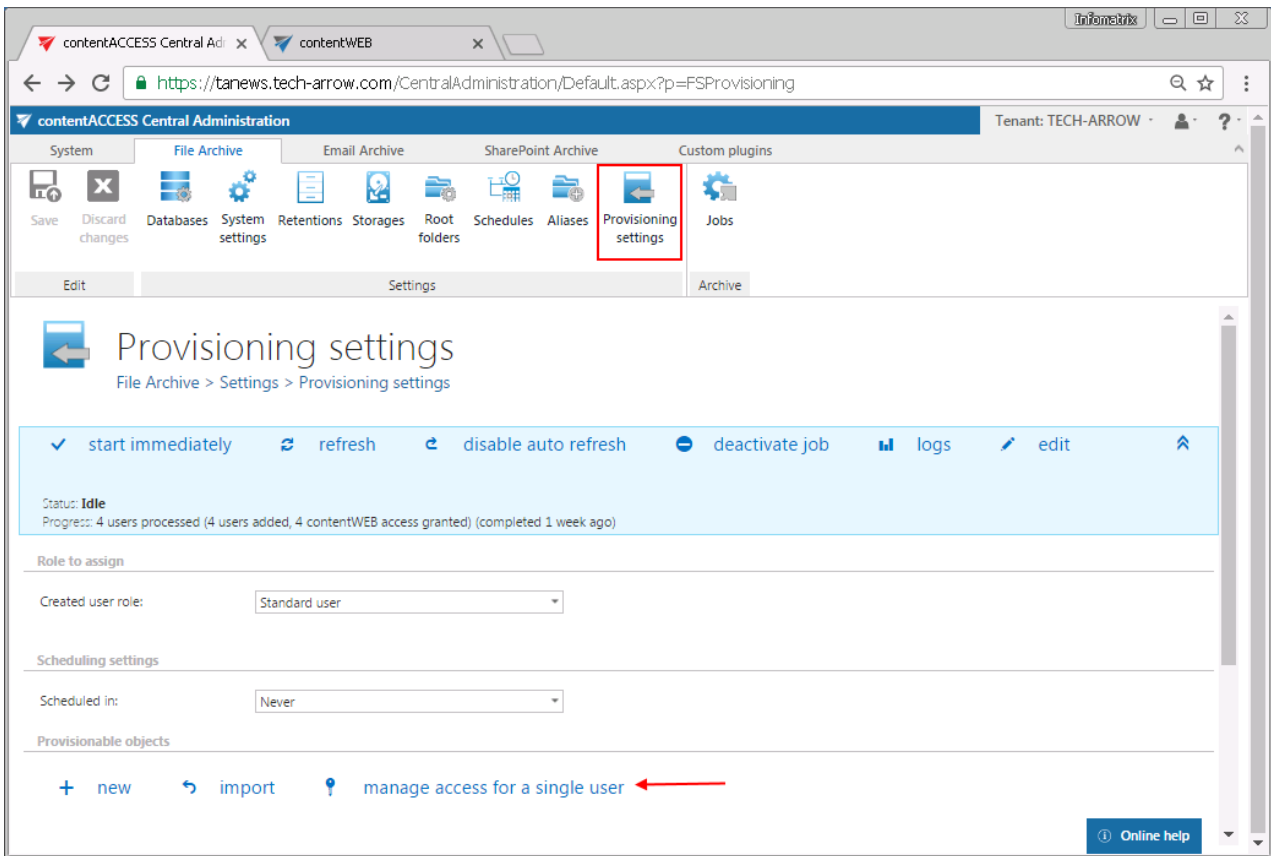 Infomatrix
contentACCESS Central Adr
contentWEB
https://tanews.tech-arrow.com/CentralAdministration/Default.aspx?p=FSProvisioning
contentACCESS Central Administration
Tenant: TECH-ARROW
?
System
File Archive
Email Archive
SharePoint Archive
Custom plugins
Save
Discard changes
Databases
System settings
Retentions
Storages
Root folders
Schedules
Aliases
Provisioning settings
Jobs
Edit
Settings
Archive
Provisioning settings
File Archive > Settings > Provisioning settings
start immediately
refresh
disable auto refresh
deactivate job
logs
edit
Status: Idle
Progress: 4 users processed (4 users added, 4 contentWEB access granted) (completed 1 week ago)
Role to assign
Created user role:
Standard user
Scheduling settings
Scheduled in:
Never
Provisionable objects
new
import
manage access for a single user
Online help